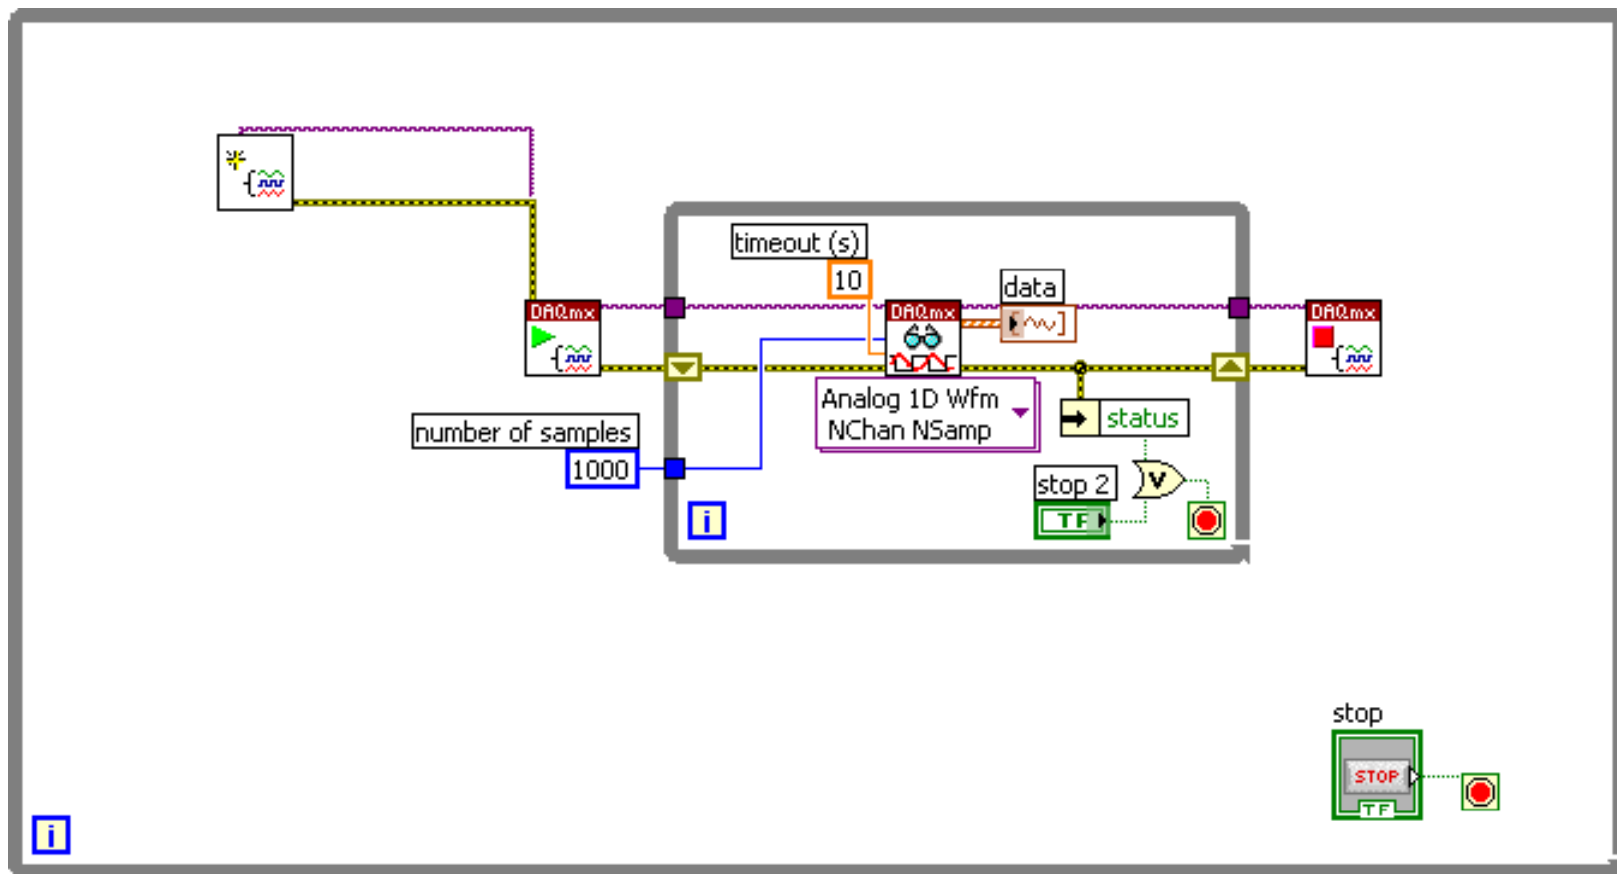 timeout (s)
10
data
DAQmx
DAQmx
DAQmx
Analog 1D Wfm
NChan NSamp
status
number of samples
1000
stop 2
TF
V
i
stop
STOP
TF
i